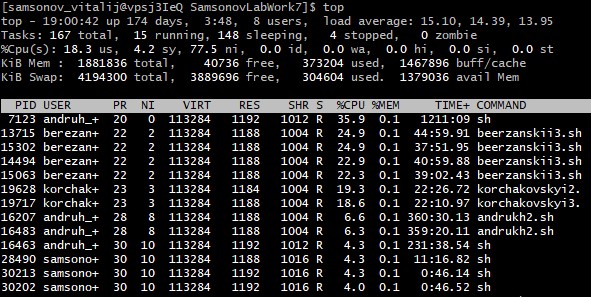 [samsonov_vitalij@vpsj3IeQ SamsonovLabWork7]$ top
top - 19:00:42 up 174 days,  3:48,  8 users,  load average: 15.10, 14.39, 13.95
Tasks: 167 total,  15 running, 148 sleeping,   4 stopped,   0 zombie
%Cpu(s): 18.3 us,  4.2 sy, 77.5 ni,  0.0 id,  0.0 wa,  0.0 hi,  0.0 si,  0.0 st
KiB Mem :  1881836 total,    40736 free,   373204 used,  1467896 buff/cache
KiB Swap:  4194300 total,  3889696 free,   304604 used.  1379036 avail Mem
PID USER      PR  NI    VIRT    RES    SHR S  %CPU %MEM     TIME+ COMMAND
7123 andruh_+  20   0  113284   1192   1012 R  35.9  0.1   1211:09 sh
13715 berezan+  22   2  113284   1188   1004 R  24.9  0.1  44:59.91 beerzanskii3.sh
15302 berezan+  22   2  113284   1188   1004 R  24.9  0.1  37:51.95 beerzanskii3.sh
14494 berezan+  22   2  113284   1188   1004 R  22.9  0.1  40:59.88 beerzanskii3.sh
15063 berezan+  22   2  113284   1188   1004 R  22.3  0.1  39:02.43 beerzanskii3.sh
19628 korchak+  23   3  113284   1184   1004 R  19.3  0.1  22:26.72 korchakovskyi2.
19717 korchak+  23   3  113284   1188   1004 R  18.6  0.1  22:10.97 korchakovskyi3.
16207 andruh_+  28   8  113284   1188   1004 R   6.6  0.1 360:30.13 andrukh2.sh
16483 andruh_+  28   8  113284   1188   1004 R   6.3  0.1 359:20.11 andrukh2.sh
16463 andruh_+  30  10  113284   1192   1012 R   4.3  0.1 231:38.54 sh
28490 samsono+  30  10  113284   1188   1016 R   4.3  0.1  11:16.82 sh
30213 samsono+  30  10  113284   1188   1016 R   4.3  0.1   0:46.14 sh
30202 samsono+  30  10  113284   1188   1016 R   4.0  0.1   0:46.52 sh